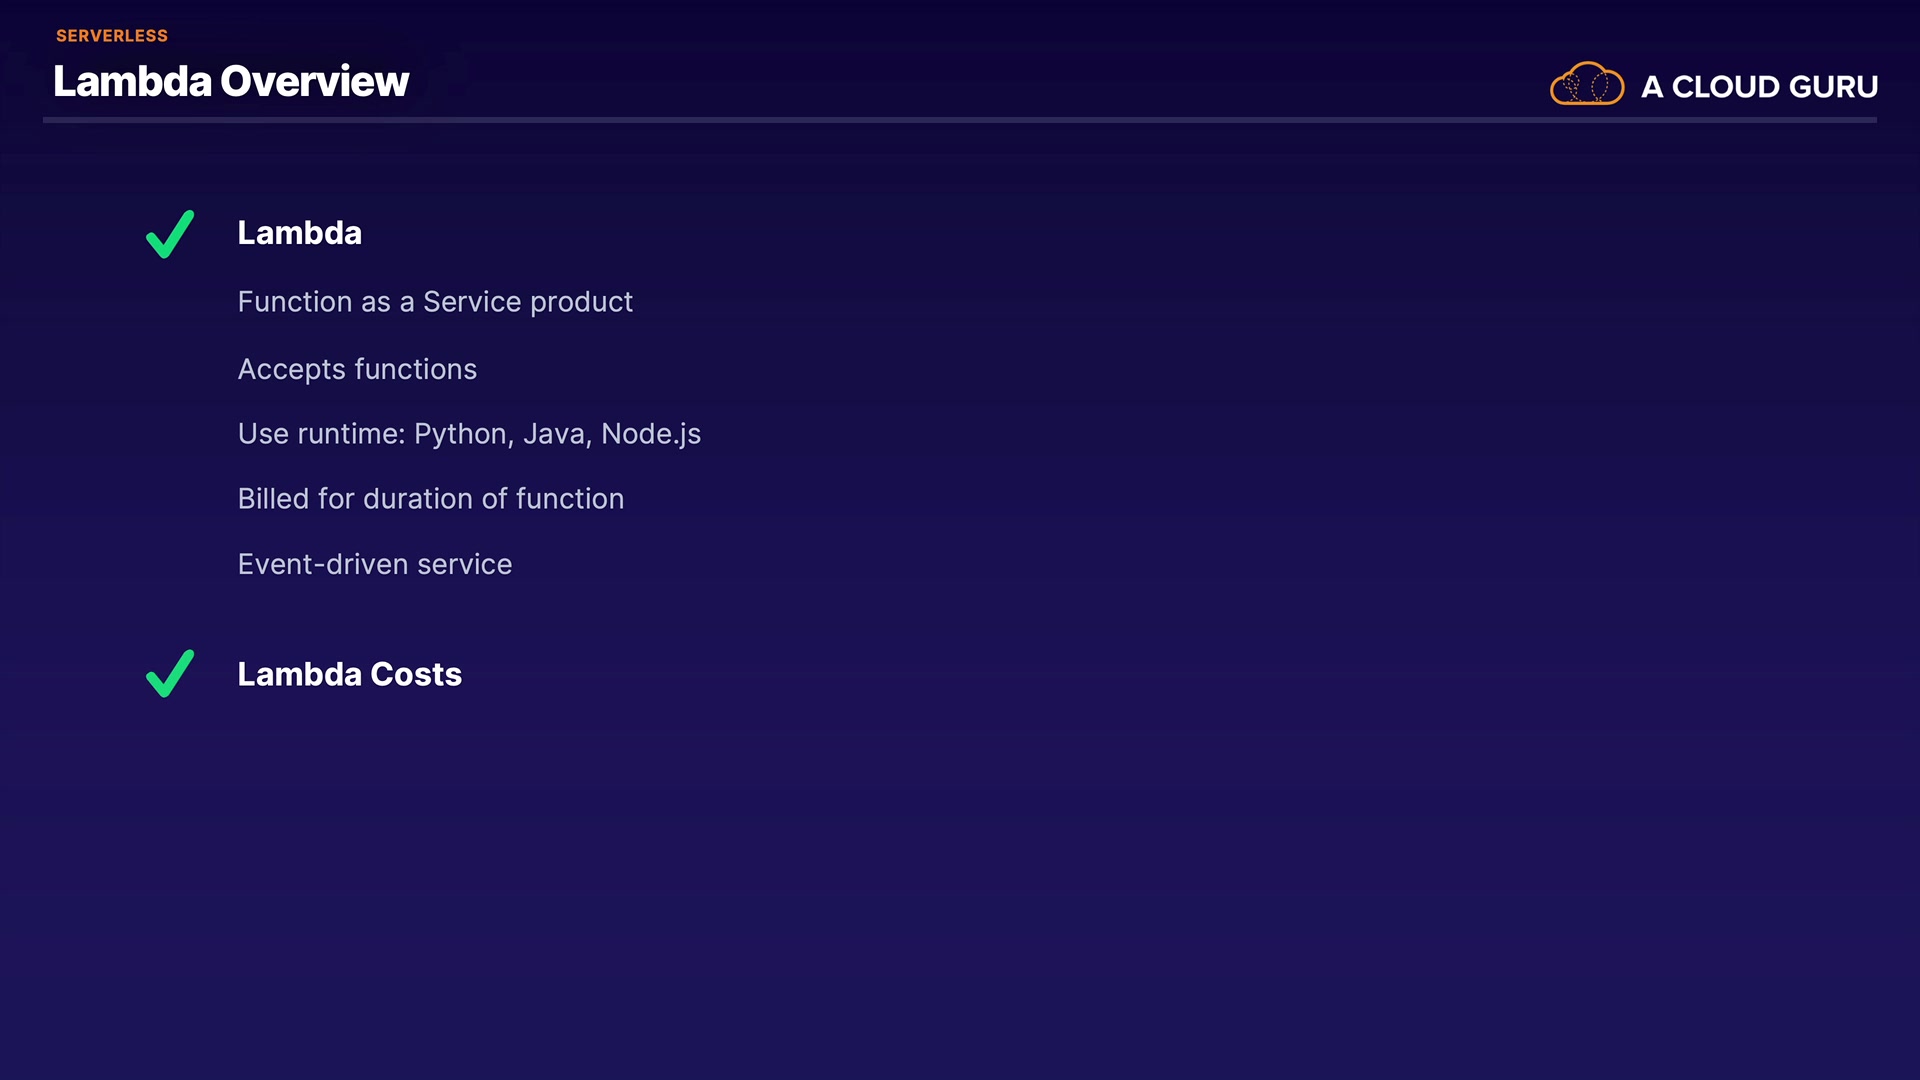 SERVERLESS
Lambda Overview
A CLOUD GURU
Lambda
Function as a Service product
Accepts functions
Use runtime: Python, Java, Node.js
Billed for duration of function
Event-driven service
Lambda Costs